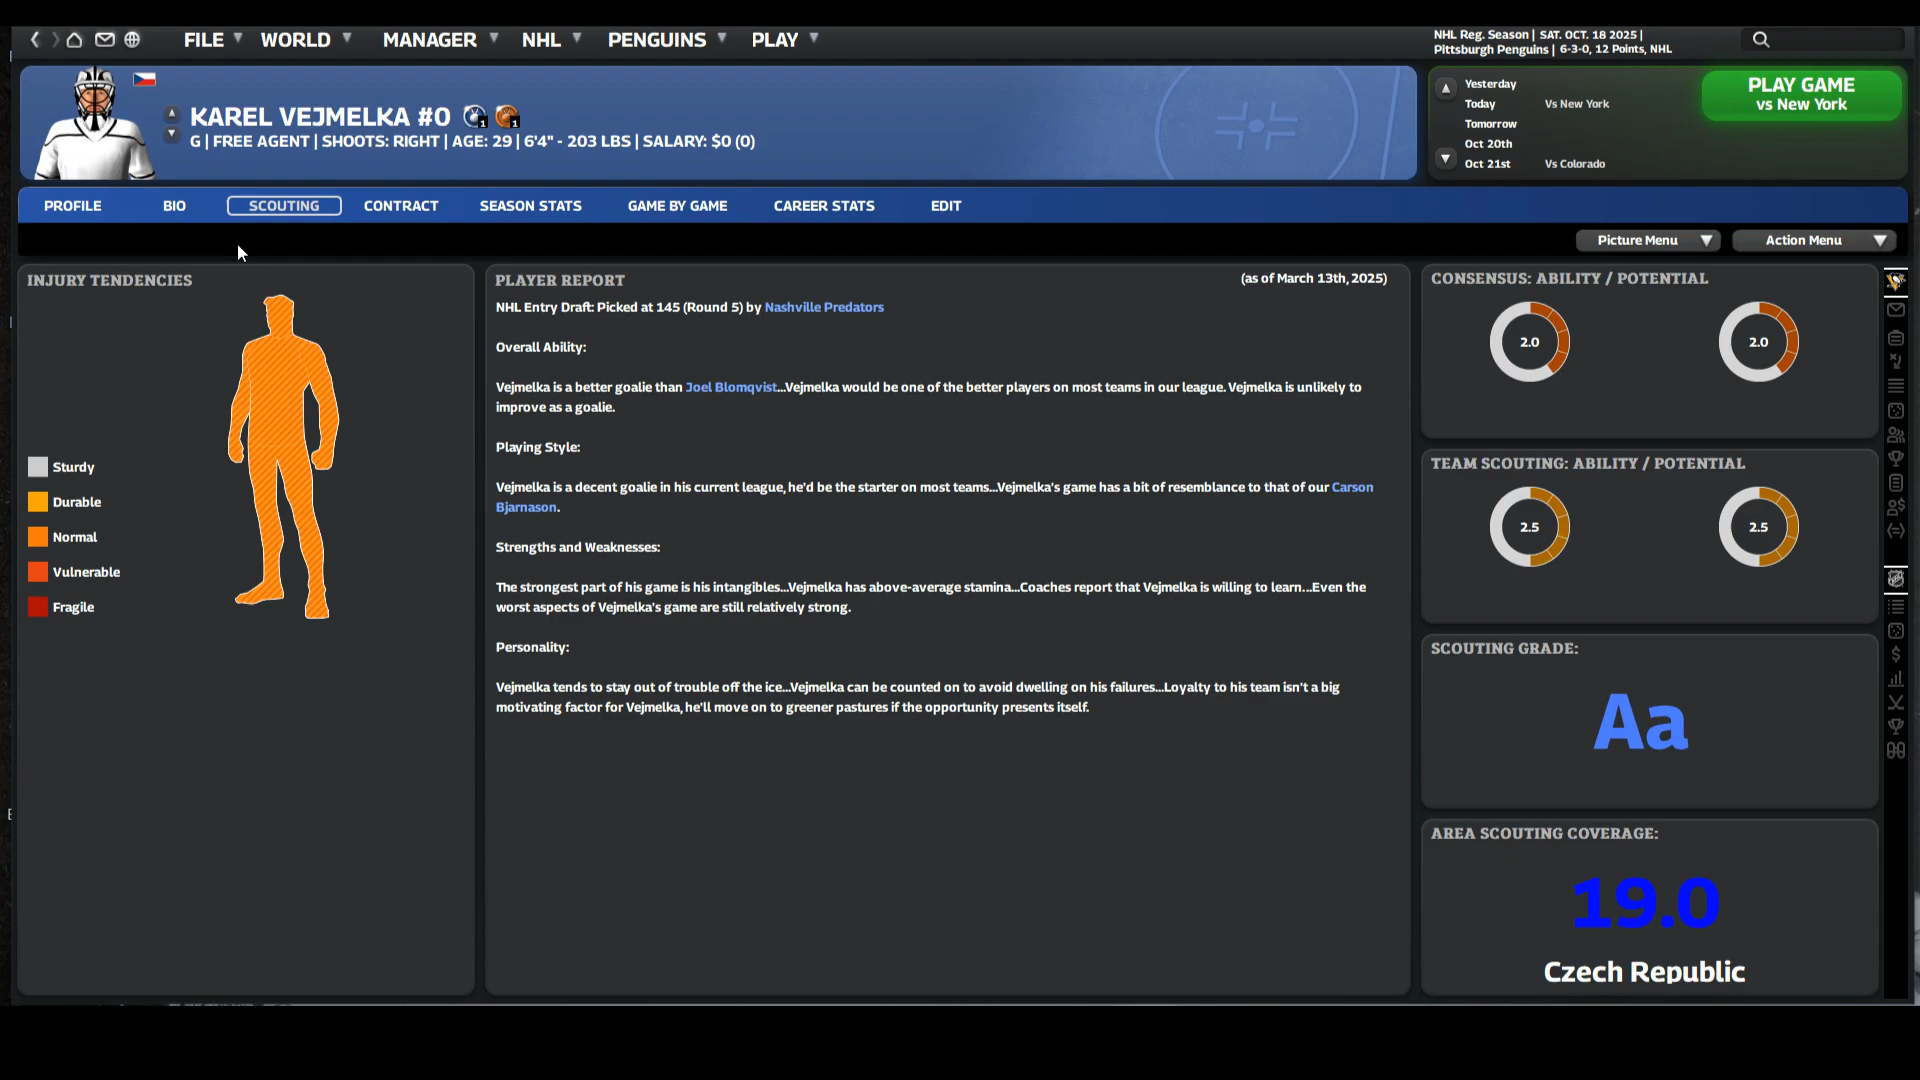 FILE WORLD MANAGER NHL PENGUINS PLAY
NHL Reg. Season | SAT. OCT. 18 2025 |
Pittsburgh Penguins | 6-3-0, 12 Points, NHL
KAREL VEJMELKA #0
G | FREE AGENT | SHOOTS: RIGHT | AGE: 29 | 6'4" - 203 LBS | SALARY: $0 (0)
Yesterday
Today Vs New York
Tomorrow
Oct 20th
Oct 21st Vs Colorado
PLAY GAME
vs New York
PROFILE BIO SCOUTING CONTRACT SEASON STATS GAME BY GAME CAREER STATS EDIT
Picture Menu Action Menu
INJURY TENDENCIES
Sturdy
Durable
Normal
Vulnerable
Fragile
PLAYER REPORT (as of March 13th, 2025)
NHL Entry Draft: Picked at 145 (Round 5) by Nashville Predators
Overall Ability:
Vejmelka is a better goalie than Joel Blomqvist...Vejmelka would be one of the better players on most teams in our league. Vejmelka is unlikely to
improve as a goalie.
Playing Style:
Vejmelka is a decent goalie in his current league, he'd be the starter on most teams...Vejmelka's game has a bit of resemblance to that of our Carson
Bjarnason.
Strengths and Weaknesses:
The strongest part of his game is his intangibles...Vejmelka has above-average stamina...Coaches report that Vejmelka is willing to learn...Even the
worst aspects of Vejmelka's game are still relatively strong.
Personality:
Vejmelka tends to stay out of trouble off the ice...Vejmelka can be counted on to avoid dwelling on his failures...Loyalty to his team isn't a big
motivating factor for Vejmelka, he'll move on to greener pastures if the opportunity presents itself.
CONSENSUS: ABILITY / POTENTIAL
2.0 2.0
TEAM SCOUTING: ABILITY / POTENTIAL
2.5 2.5
SCOUTING GRADE:
Aa
AREA SCOUTING COVERAGE:
19.0
Czech Republic